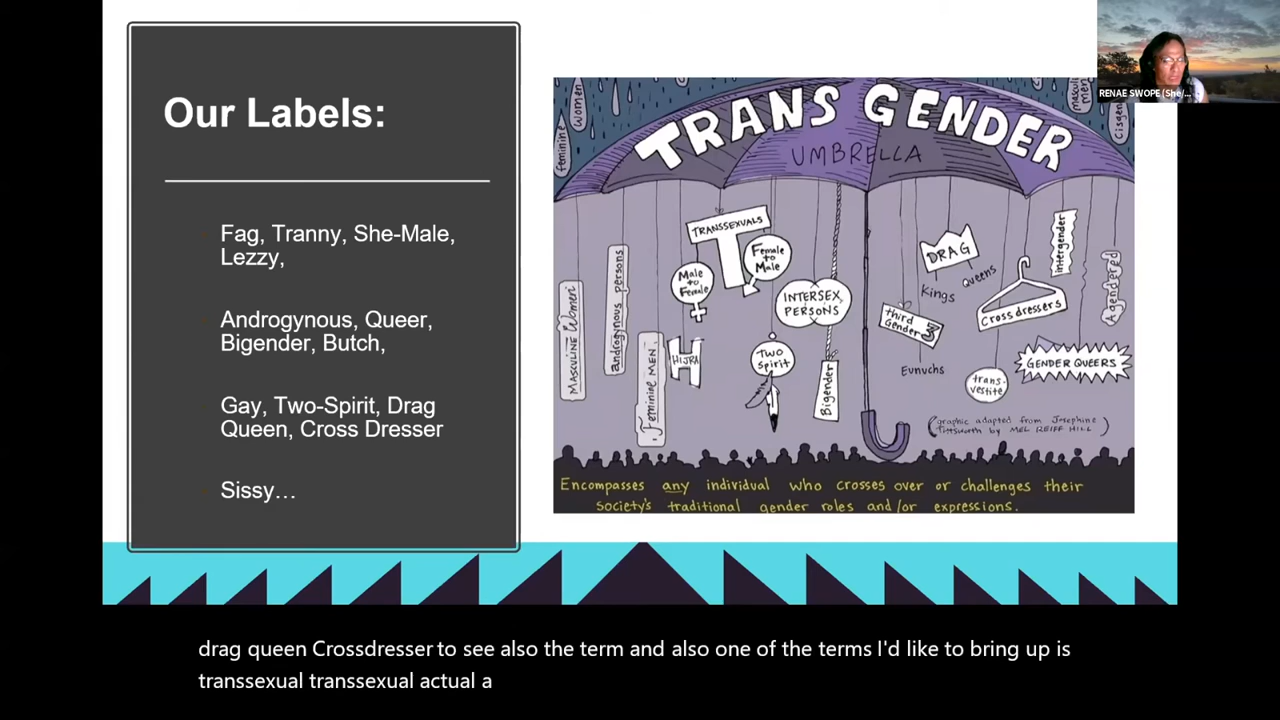 Our Labels:
Fag, Tranny, She-Male,
Lezzy,
Androgynous, Queer,
Bigender, Butch,
Gay, Two-Spirit, Drag
Queen, Cross Dresser
Sissy…
feminine
women
masculine
men
Cisgen
TRANS GENDER
UMBRELLA
MASCULINE Women
androgynous persons
Feminine MEN
TRANSSEXUALS
T
Male
to
Female
Female
to
Male
HIJRA
INTERSEX
PERSONS
TWO
SPIRIT
Bigender
third
Gender 3
DRAG
Kings
Queens
Eunuchs
Cross dressers
trans-
vestite
intergender
Agendered
GENDER QUEERS
(graphic adapted from Josephine
by MEL REIFF HILL)
Encompasses any individual who crosses over or challenges their
society's traditional gender roles and/or expressions.
RENAE SWOPE (She/...
drag queen Crossdresser to see also the term and also one of the terms I'd like to bring up is
transsexual transsexual actual a